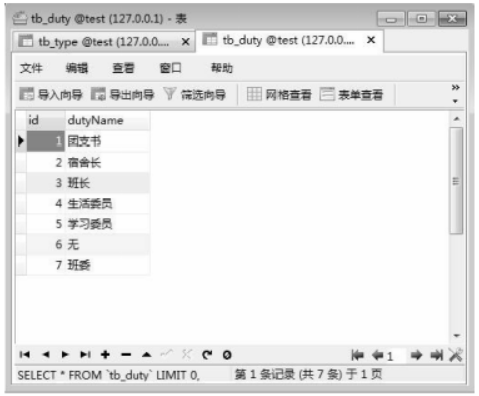 tb_duty @test (127.0.0.1) - 表
tb_type @test (127.0.0.... × tb_duty @test (127.0.0.... ×
文件 编辑 查看 窗口 帮助
导入向导 导出向导 筛选向导 网格查看 表单查看 »
id dutyName
1 团支书
2 宿舍长
3 班长
4 生活委员
5 学习委员
6 无
7 班委
1
SELECT * FROM `tb_duty` LIMIT 0, 第 1 条记录 (共 7 条) 于 1 页